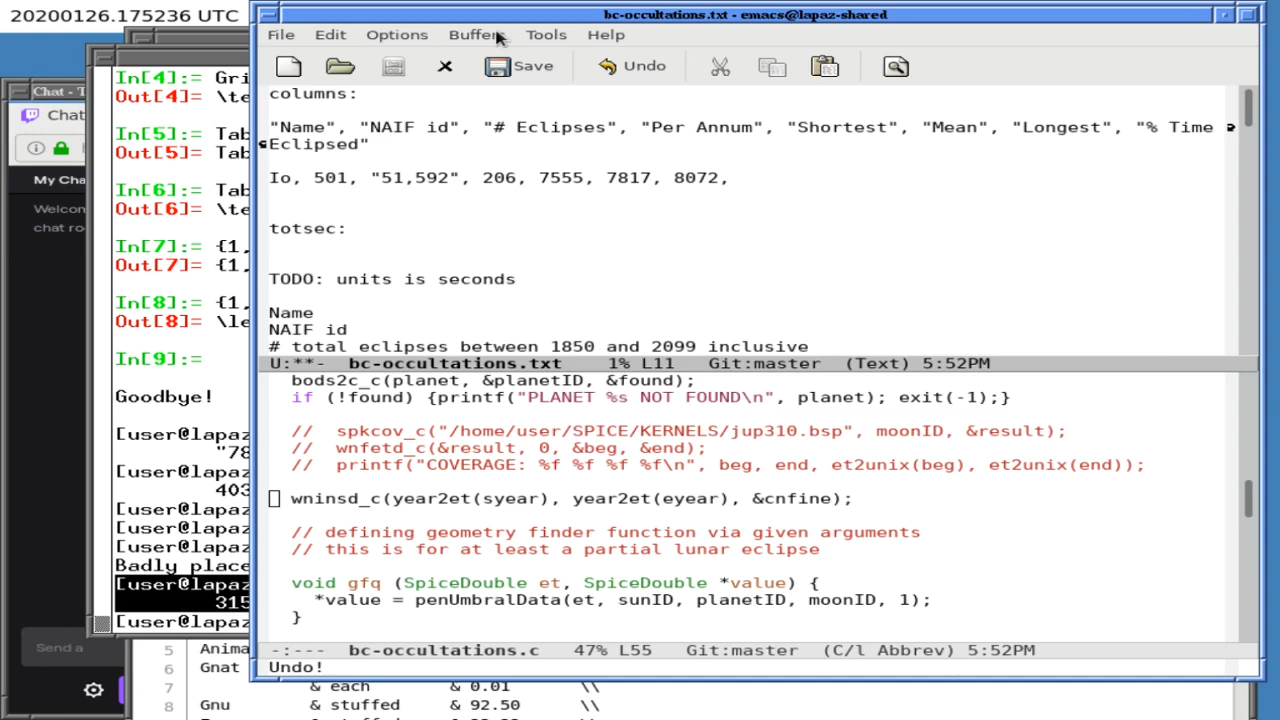 20200126.175236 UTC
bc-occultations.txt - emacs@lapaz-shared
File Edit Options Buffers Tools Help
Save Undo
columns:
"Name", "NAIF id", "# Eclipses", "Per Annum", "Shortest", "Mean", "Longest", "% Time
Eclipsed"
Io, 501, "51,592", 206, 7555, 7817, 8072,
totsec:
TODO: units is seconds
Name
NAIF id
# total eclipses between 1850 and 2099 inclusive
U:**- bc-occultations.txt 1% L11 Git:master (Text) 5:52PM
bods2c_c(planet, &planetID, &found);
if (!found) {printf("PLANET %s NOT FOUND\n", planet); exit(-1);}
// spkcov_c("/home/user/SPICE/KERNELS/jup310.bsp", moonID, &result);
// wnfetd_c(&result, 0, &beg, &end);
// printf("COVERAGE: %f %f %f %f\n", beg, end, et2unix(beg), et2unix(end));
wninsd_c(year2et(syear), year2et(eyear), &cnfine);
// defining geometry finder function via given arguments
// this is for at least a partial lunar eclipse
void gfq (SpiceDouble et, SpiceDouble *value) {
*value = penUmbralData(et, sunID, planetID, moonID, 1);
}
-:--- bc-occultations.c 47% L55 Git:master (C/l Abbrev) 5:52PM
Undo!
In[4]:= Gri
Out[4]= \te
In[5]:= Tab
Out[5]= Tab
In[6]:= Tab
Out[6]= \te
In[7]:= {1,
Out[7]= {1,
In[8]:= {1,
Out[8]= \le
In[9]:=
Goodbye!
[user@lapaz
"78
[user@lapaz
403
[user@lapaz
[user@lapaz
[user@lapaz
Badly place
[user@lapaz
315
[user@lapaz
Chat - T
Chat
My Cha
Welcom
chat ro
Send a
5 Anima
6 Gnat
7 & each & 0.01 \\
8 Gnu & stuffed & 92.50 \\